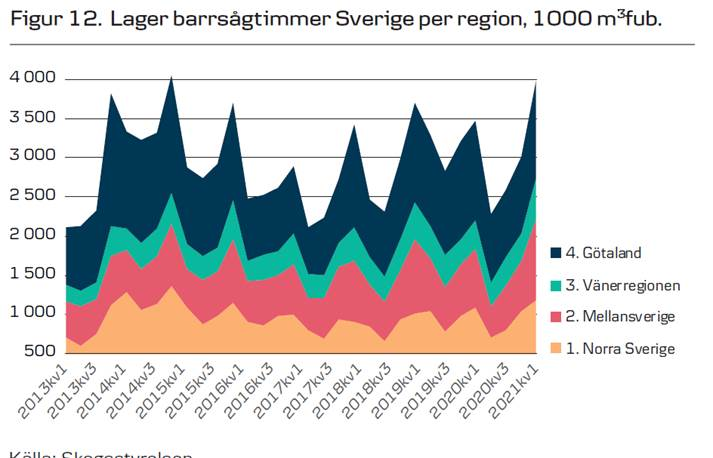 Figur 12. Lager barrsågtimmer Sverige per region, 1000 m³fub.
4 000
3 500
3 000
2 500
2 000
1 500
1 000
500
4. Götaland
3. Vänerregionen
2. Mellansverige
1. Norra Sverige
2013kv1
2013kv3
2014kv1
2014kv3
2015kv1
2015kv3
2016kv1
2016kv3
2017kv1
2017kv3
2018kv1
2018kv3
2019kv1
2019kv3
2020kv1
2020kv3
2021kv1
Källa: Skogsstyrelsen